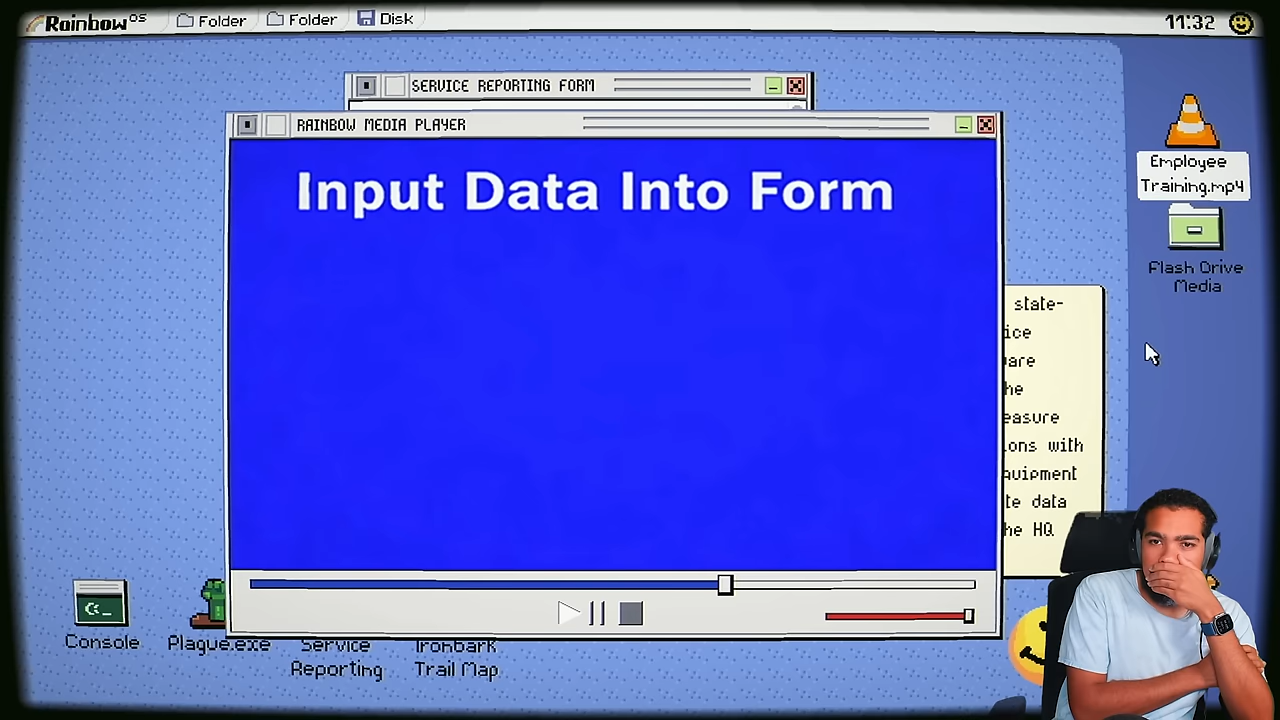 Rainbow OS
Folder
Folder
Disk
11:32
SERVICE REPORTING FORM
RAINBOW MEDIA PLAYER
Input Data Into Form
Employee
Training.mp4
Flash Drive
Media
state-
ice
are
he
easure
ons with
quipment
te data
he HQ
C:_
Console
Plague.exe
Service
Reporting
Ironbark
Trail Map